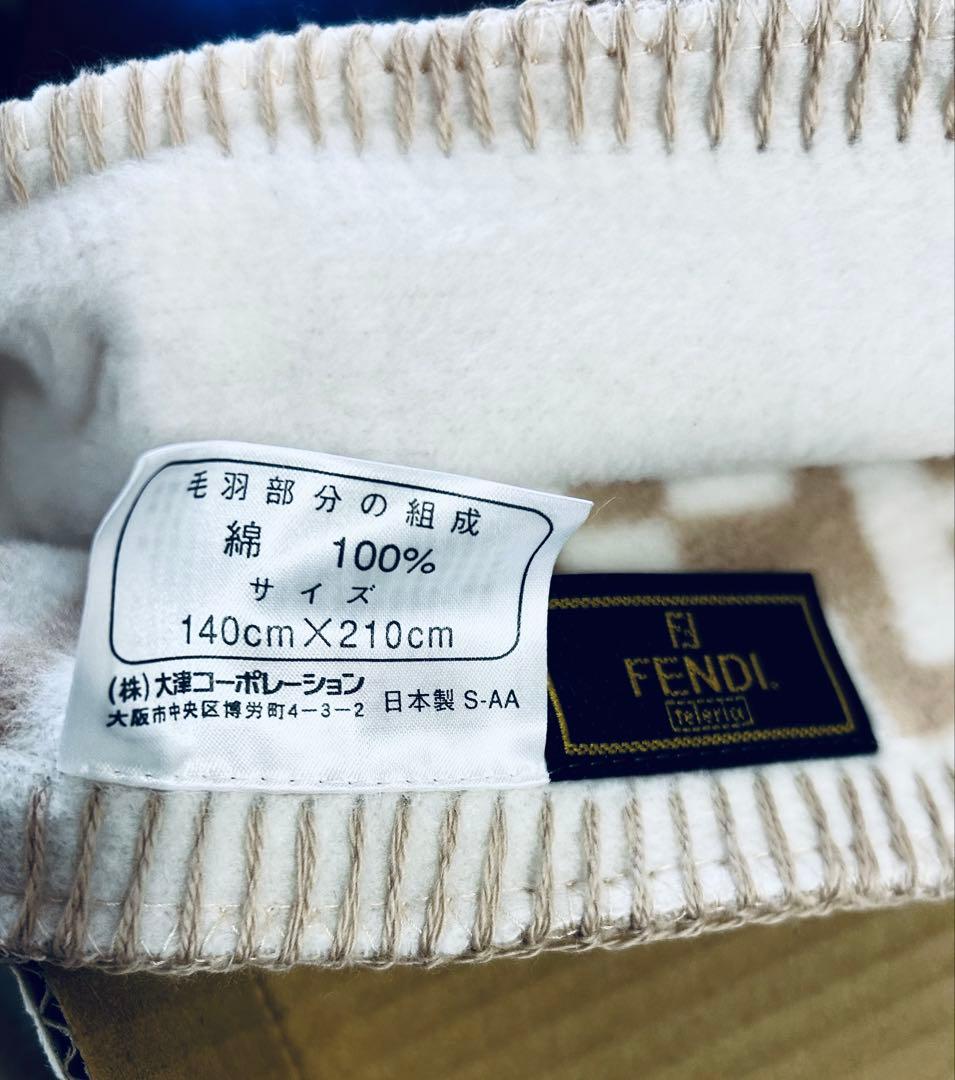 毛羽部分の組成
綿 100%
サイズ
140cm×210cm
(株)大津コーポレーション
大阪市中央区博労町4-3-2 日本製 S-AA
FENDI
teleria